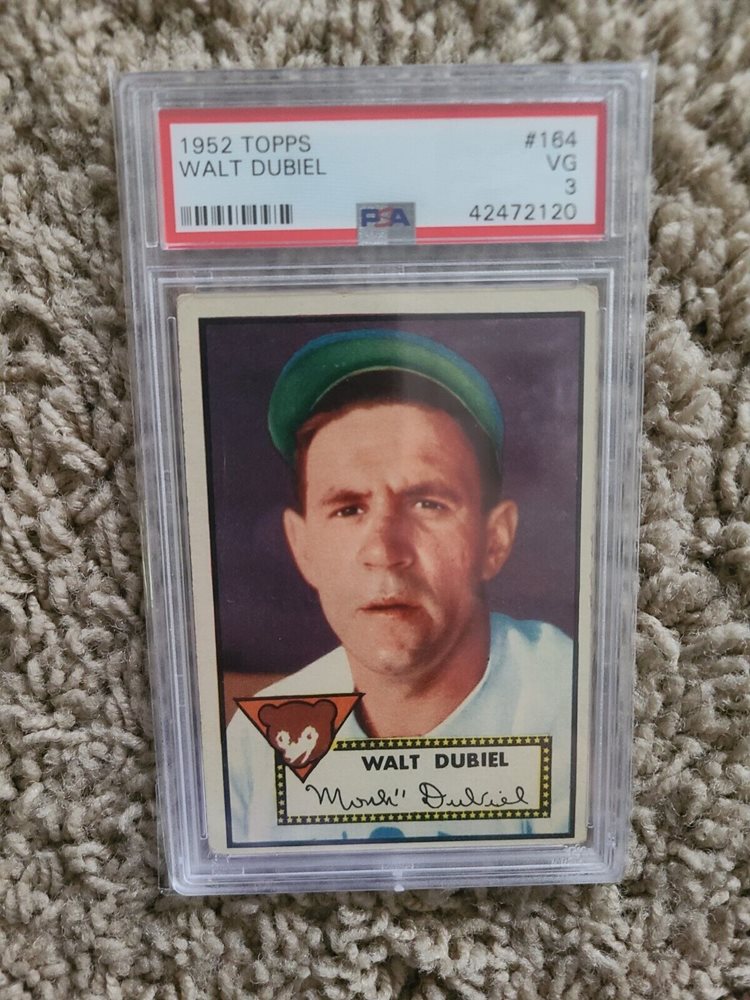 1952 TOPPS #164
WALT DUBIEL VG
3
PSA 42472120
WALT DUBIEL
"Monk" Dubiel